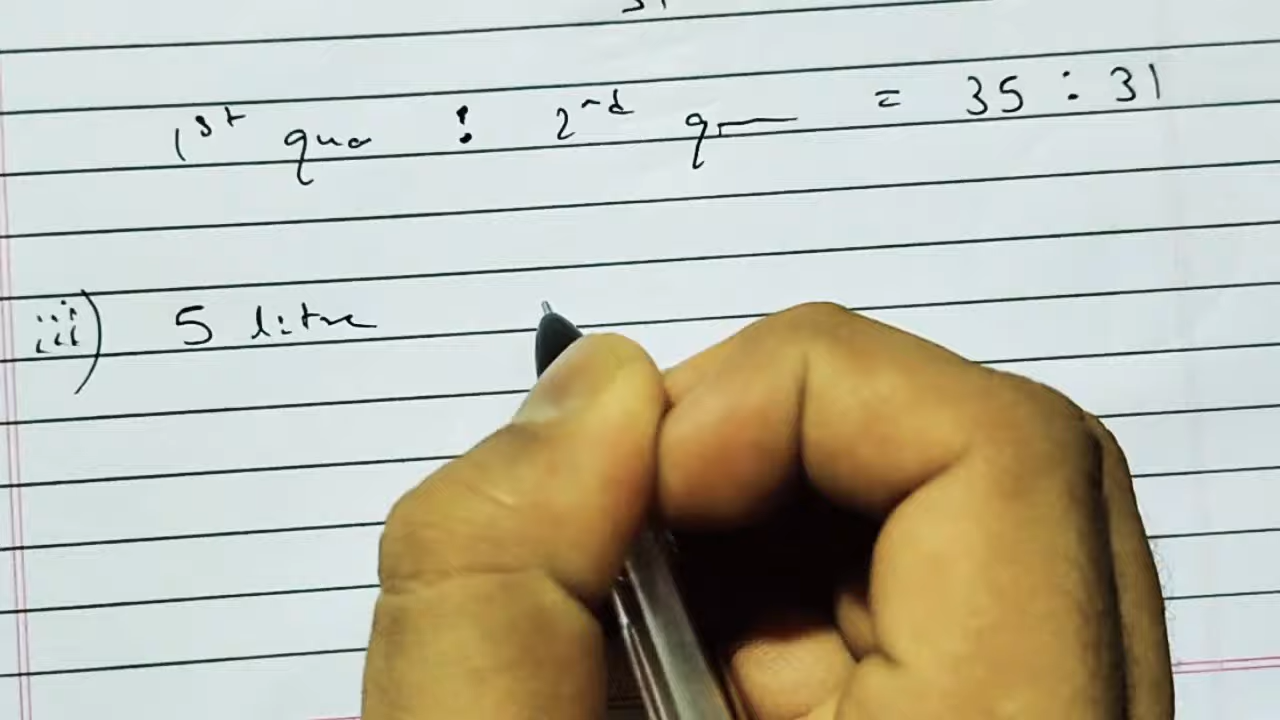 1st qua : 2nd q = 35 : 31
iii) 5 litre